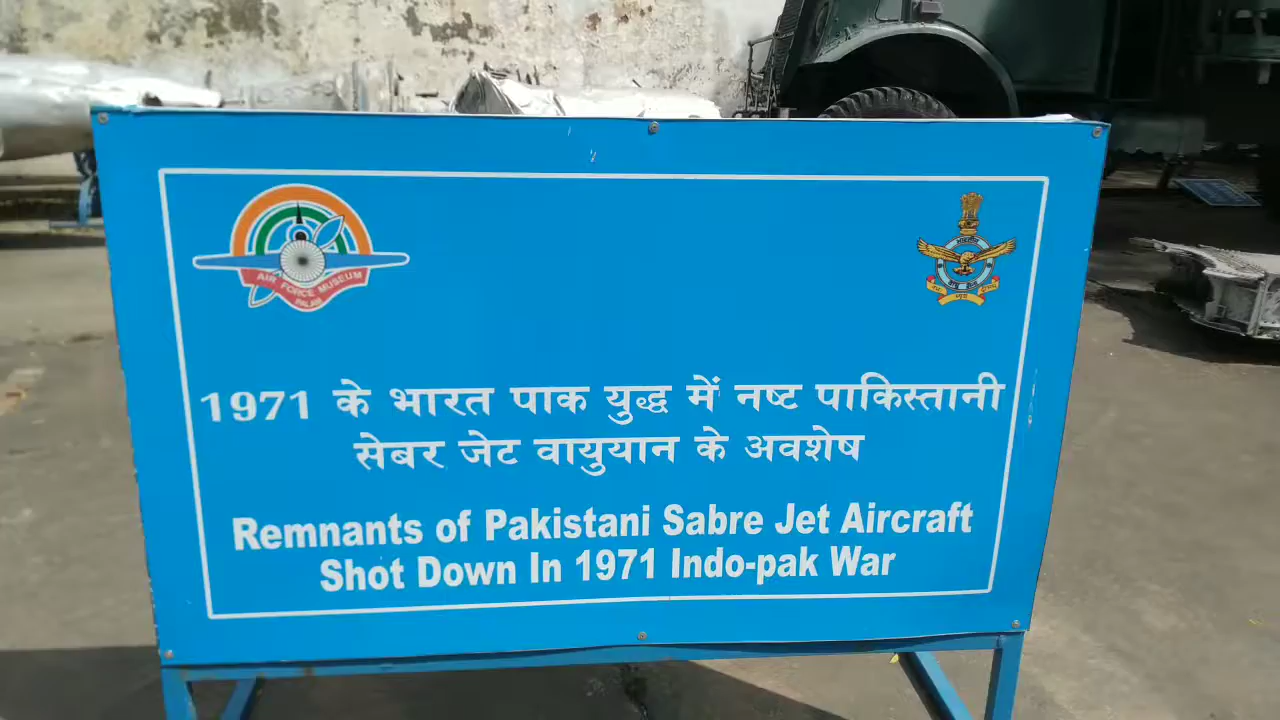 AIR FORCE MUSEUM
PALAM
1971 के भारत पाक युद्ध में नष्ट पाकिस्तानी
सेबर जेट वायुयान के अवशेष
Remnants of Pakistani Sabre Jet Aircraft
Shot Down In 1971 Indo-pak War